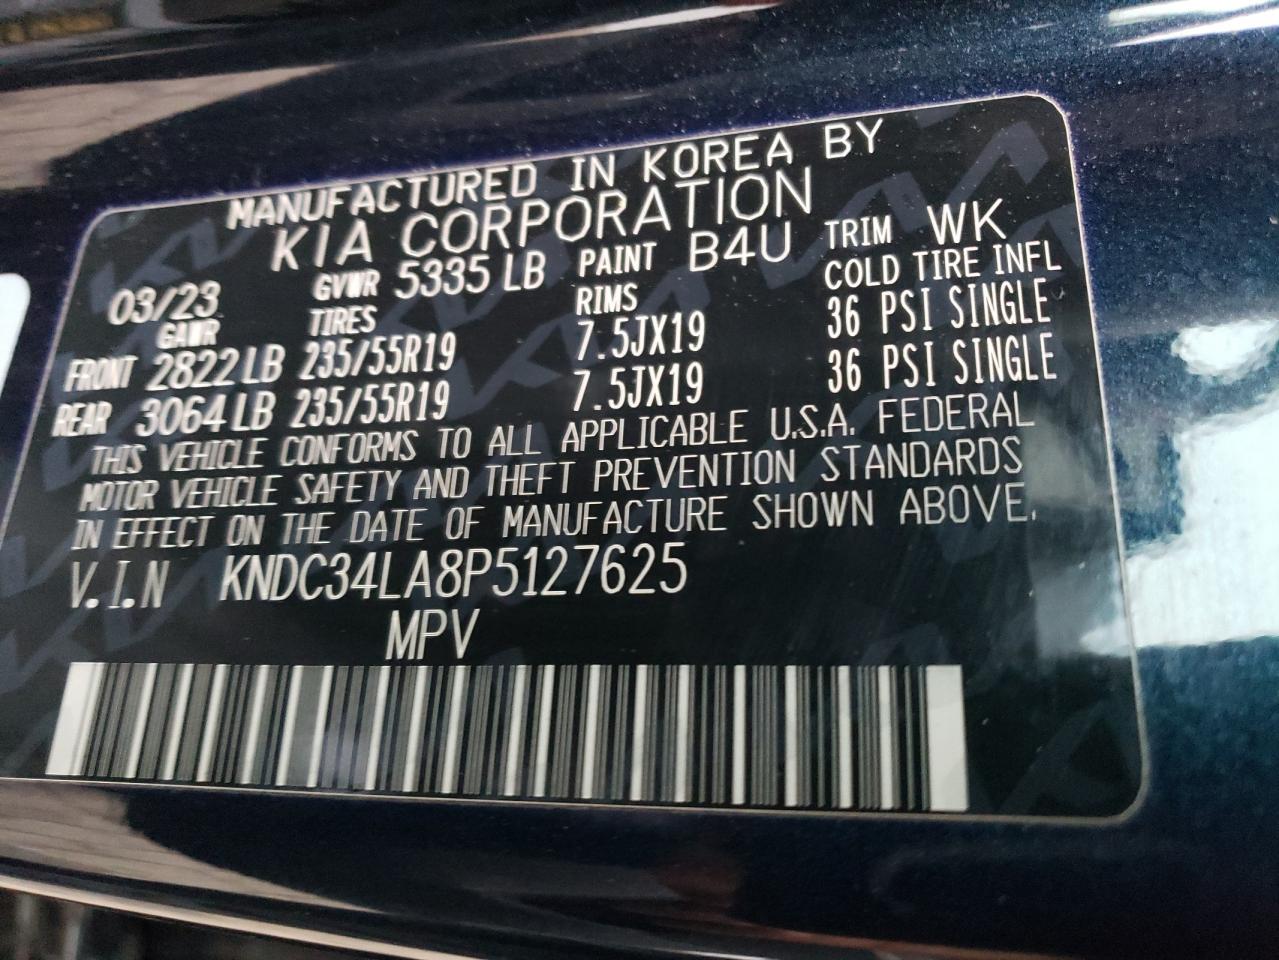 MANUFACTURED IN KOREA BY
KIA CORPORATION
03/23 GVWR 5335 LB PAINT B4U TRIM WK
GAWR TIRES RIMS COLD TIRE INFL
FRONT 2822 LB 235/55R19 7.5JX19 36 PSI SINGLE
REAR 3064 LB 235/55R19 7.5JX19 36 PSI SINGLE
THIS VEHICLE CONFORMS TO ALL APPLICABLE U.S.A. FEDERAL
MOTOR VEHICLE SAFETY AND THEFT PREVENTION STANDARDS
IN EFFECT ON THE DATE OF MANUFACTURE SHOWN ABOVE.
V.I.N KNDC34LA8P5127625
MPV